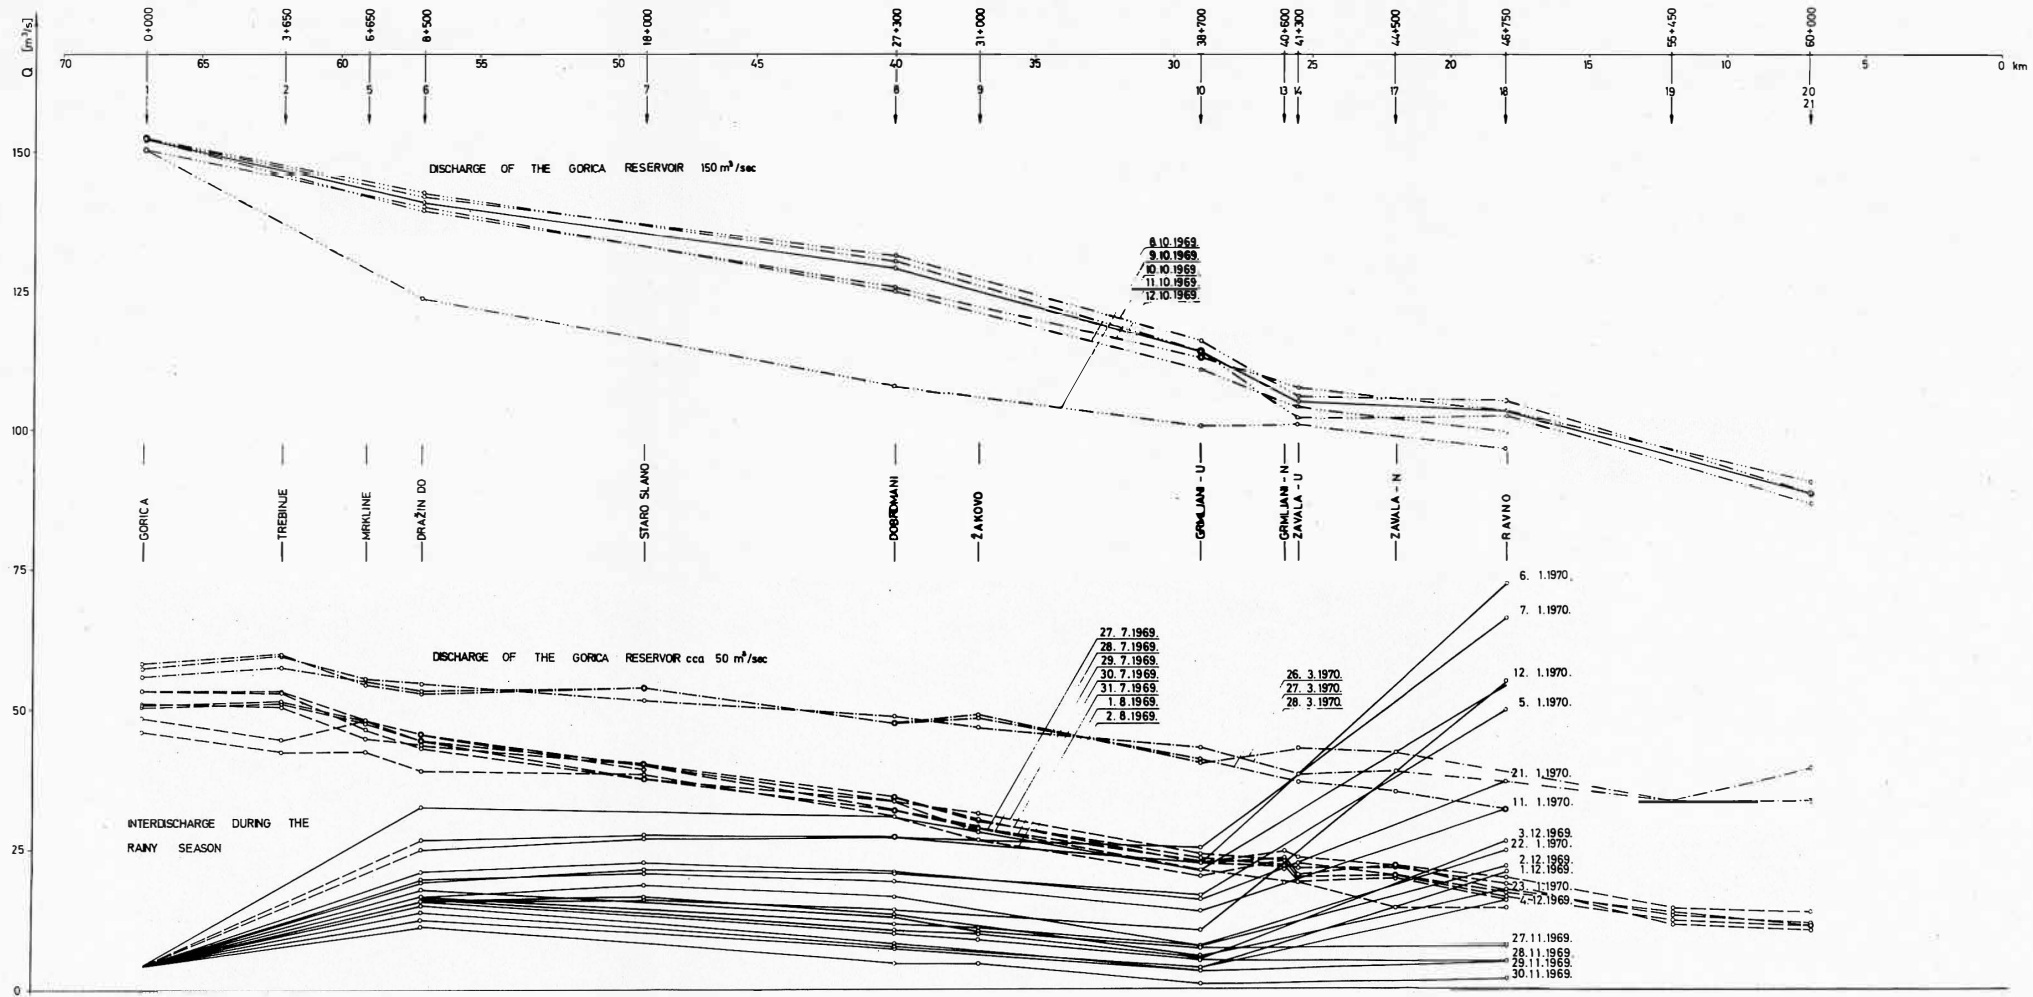 Q [m³/s]
0+000
3+650
6+650
8+500
18+000
27+300
31+000
38+700
40+600
41+300
44+500
46+750
55+450
60+000
70 65 60 55 50 45 40 35 30 25 20 15 10 5 0 km
1 2 5 6 7 8 9 10 13 14 17 18 19 20
21
150
DISCHARGE OF THE GORICA RESERVOIR 150 m³/sec
8.10.1969.
9.10.1969.
10.10.1969
11.10.1969
12.10.1969.
125
100
GORICA
TREBINJE
MRKLINE
DRAŽIN DO
STARO SLANO
DOBROMANI
ŽAKOVO
GRMLJANI - U
GRMLJANI - N
ZAVALA - U
ZAVALA - N
RAVNO
75
6. 1.1970.
7. 1.1970.
DISCHARGE OF THE GORICA RESERVOIR cca 50 m³/sec
27. 7.1969.
28. 7.1969.
29. 7.1969.
30. 7.1969.
31. 7.1969.
1. 8.1969.
2. 8.1969.
26. 3.1970.
27. 3.1970.
28. 3.1970.
12. 1.1970.
5. 1.1970.
50
21. 1.1970.
11. 1.1970.
INTERDISCHARGE DURING THE
RAINY SEASON
3.12.1969.
22. 1.1970.
2.12.1969.
1.12.1969.
23. 1.1970.
4.12.1969.
25
27.11.1969.
28.11.1969.
29.11.1969.
30.11.1969.
0